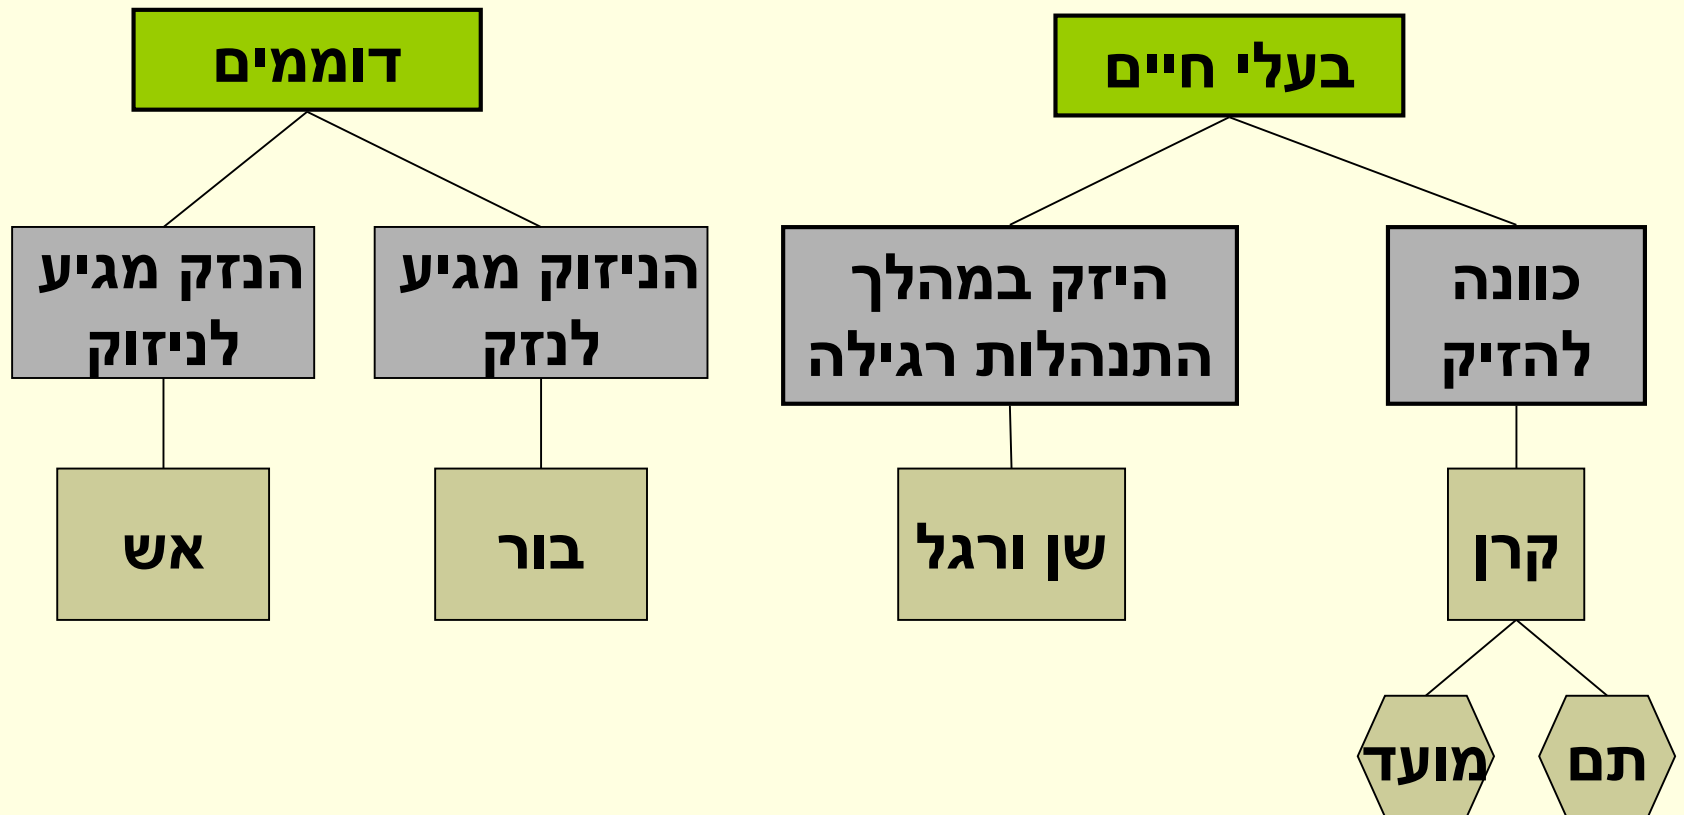 בעלי חיים
דוממים
כוונה
להזיק
היזק במהלך
התנהלות רגילה
הניזוק מגיע
לנזק
הנזק מגיע
לניזוק
קרן
שן ורגל
בור
אש
תם
מועד